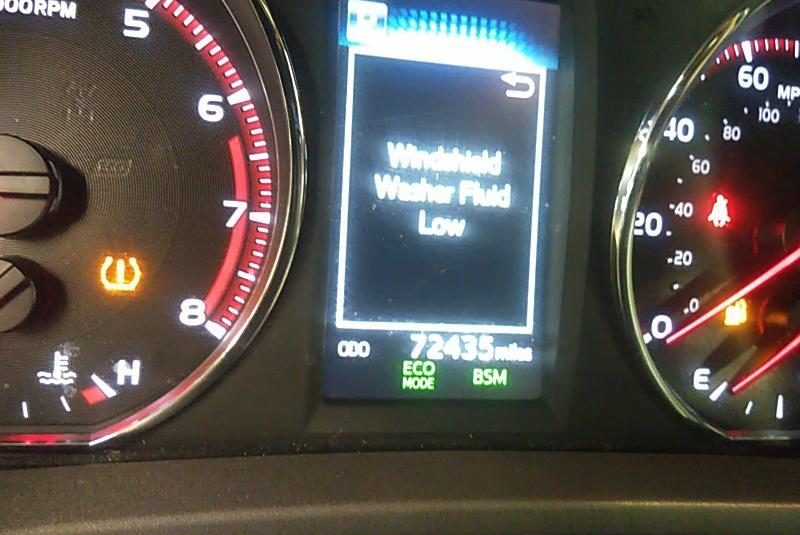 000RPM
5
6
7
8
H
P
Windshield
Washer Fluid
Low
ODO 72435 miles
ECO
MODE
BSM
60
MP
100
40
80
60
20
40
20
0
0
E